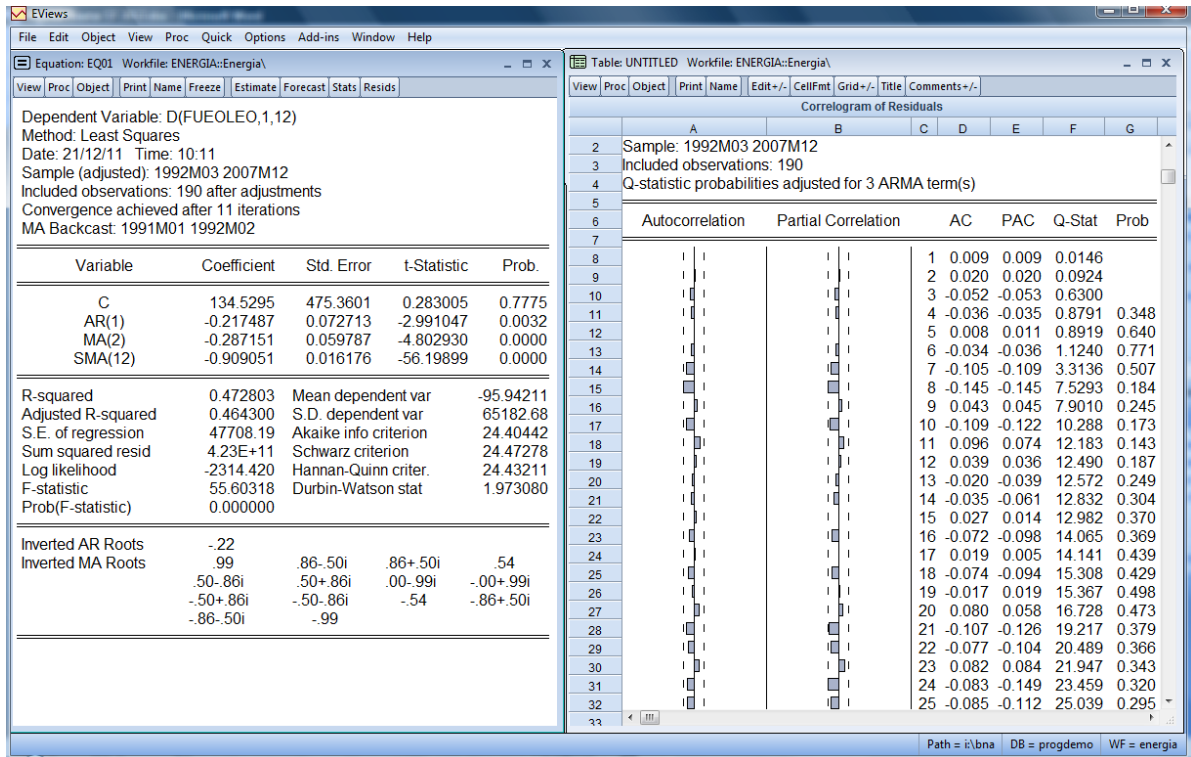 EViews
File Edit Object View Proc Quick Options Add-ins Window Help
Equation: EQ01 Workfile: ENERGIA::Energia\
View Proc Object Print Name Freeze Estimate Forecast Stats Resids
Dependent Variable: D(FUEOLEO,1,12)
Method: Least Squares
Date: 21/12/11 Time: 10:11
Sample (adjusted): 1992M03 2007M12
Included observations: 190 after adjustments
Convergence achieved after 11 iterations
MA Backcast: 1991M01 1992M02
Variable Coefficient Std. Error t-Statistic Prob.
C 134.5295 475.3601 0.283005 0.7775
AR(1) -0.217487 0.072713 -2.991047 0.0032
MA(2) -0.287151 0.059787 -4.802930 0.0000
SMA(12) -0.909051 0.016176 -56.19899 0.0000
R-squared 0.472803 Mean dependent var -95.94211
Adjusted R-squared 0.464300 S.D. dependent var 65182.68
S.E. of regression 47708.19 Akaike info criterion 24.40442
Sum squared resid 4.23E+11 Schwarz criterion 24.47278
Log likelihood -2314.420 Hannan-Quinn criter. 24.43211
F-statistic 55.60318 Durbin-Watson stat 1.973080
Prob(F-statistic) 0.000000
Inverted AR Roots -.22
Inverted MA Roots .99 .86-.50i .86+.50i .54
.50-.86i .50+.86i .00-.99i -.00+.99i
-.50+.86i -.50-.86i -.54 -.86+.50i
-.86-.50i -.99
Table: UNTITLED Workfile: ENERGIA::Energia\
View Proc Object Print Name Edit+/- CellFmt Grid+/- Title Comments+/-
Correlogram of Residuals
A B C D E F G
2 Sample: 1992M03 2007M12
3 Included observations: 190
4 Q-statistic probabilities adjusted for 3 ARMA term(s)
5
6 Autocorrelation Partial Correlation AC PAC Q-Stat Prob
7
8 1 0.009 0.009 0.0146
9 2 0.020 0.020 0.0924
10 3 -0.052 -0.053 0.6300
11 4 -0.036 -0.035 0.8791 0.348
12 5 0.008 0.011 0.8919 0.640
13 6 -0.034 -0.036 1.1240 0.771
14 7 -0.105 -0.109 3.3136 0.507
15 8 -0.145 -0.145 7.5293 0.184
16 9 0.043 0.045 7.9010 0.245
17 10 -0.109 -0.122 10.288 0.173
18 11 0.096 0.074 12.183 0.143
19 12 0.039 0.036 12.490 0.187
20 13 -0.020 -0.039 12.572 0.249
21 14 -0.035 -0.061 12.832 0.304
22 15 0.027 0.014 12.982 0.370
23 16 -0.072 -0.098 14.065 0.369
24 17 0.019 0.005 14.141 0.439
25 18 -0.074 -0.094 15.308 0.429
26 19 -0.017 0.019 15.367 0.498
27 20 0.080 0.058 16.728 0.473
28 21 -0.107 -0.126 19.217 0.379
29 22 -0.077 -0.104 20.489 0.366
30 23 0.082 0.084 21.947 0.343
31 24 -0.083 -0.149 23.459 0.320
32 25 -0.085 -0.112 25.039 0.295
33
Path = i:\bna DB = progdemo WF = energia